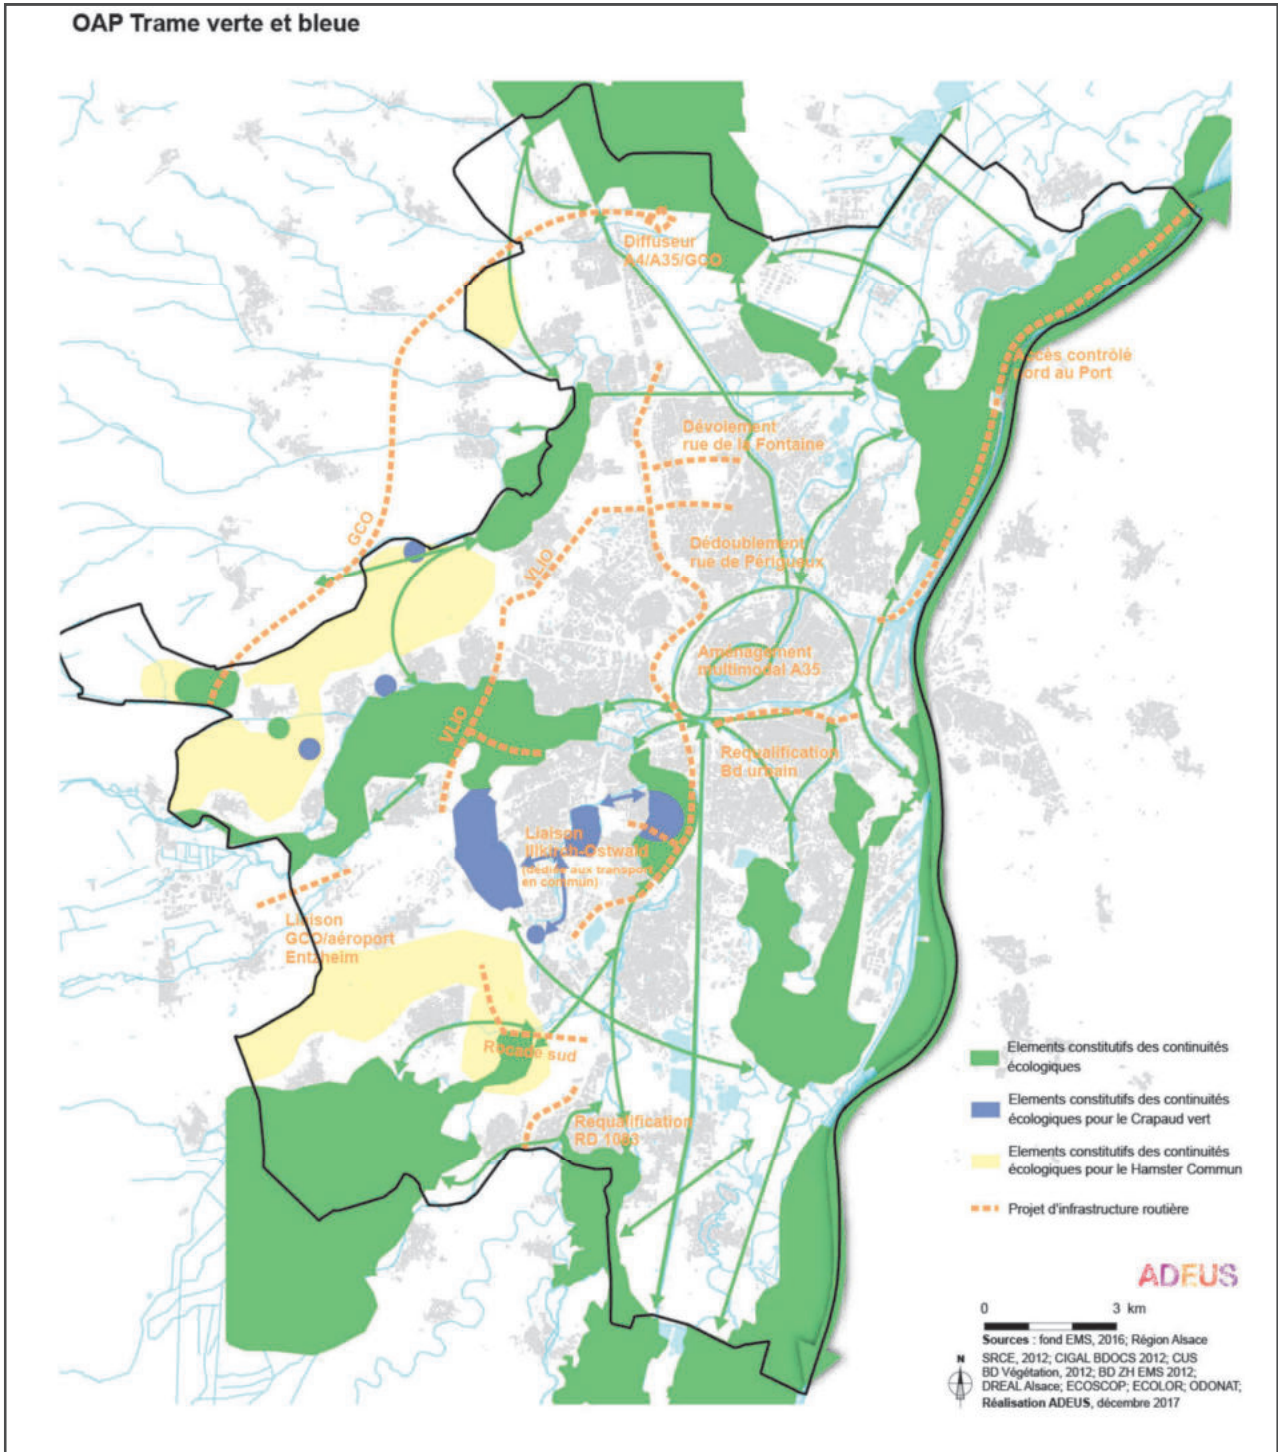 OAP Trame verte et bleue
Diffuseur
A4/A35/GCO
Accès contrôlé
nord au Port
Dévoiement
rue de la Fontaine
GCO
VLIO
Dédoublement
rue de Périgueux
Aménagement
multimodal A35
VLIO
Requalification
Bd urbain
Liaison
Illkirch-Ostwald
(dédiée aux transport
en commun)
Liaison
GCO/aéroport
Entzheim
Rocade sud
Requalification
RD 1083
Elements constitutifs des continuités
écologiques
Elements constitutifs des continuités
écologiques pour le Crapaud vert
Elements constitutifs des continuités
écologiques pour le Hamster Commun
Projet d'infrastructure routière
ADEUS
0 3 km
Sources : fond EMS, 2016; Région Alsace
N SRCE, 2012; CIGAL BDOCS 2012; CUS
BD Végétation, 2012; BD ZH EMS 2012;
DREAL Alsace; ECOSCOP; ECOLOR; ODONAT;
Réalisation ADEUS, décembre 2017